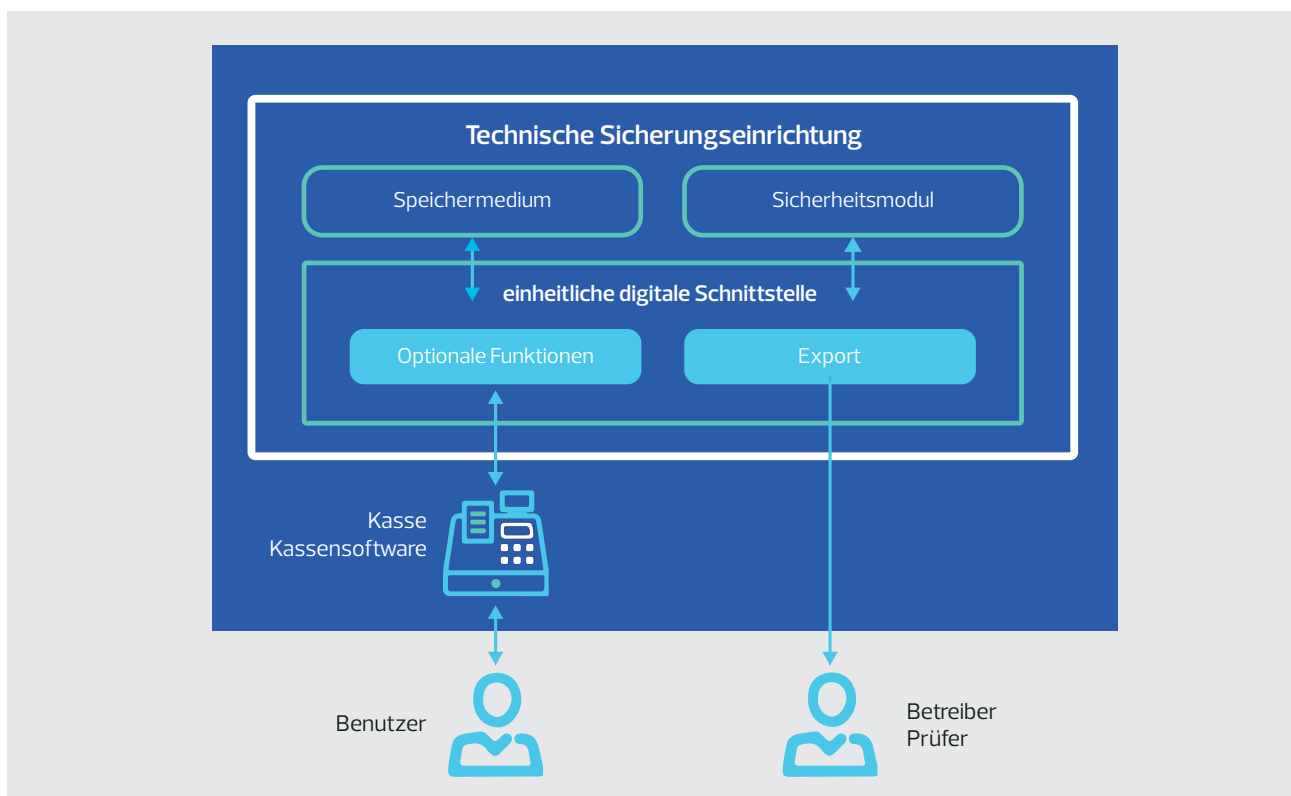 Technische Sicherungseinrichtung
Speichermedium
Sicherheitsmodul
einheitliche digitale Schnittstelle
Optionale Funktionen
Export
Kasse
Kassensoftware
Benutzer
Betreiber
Prüfer